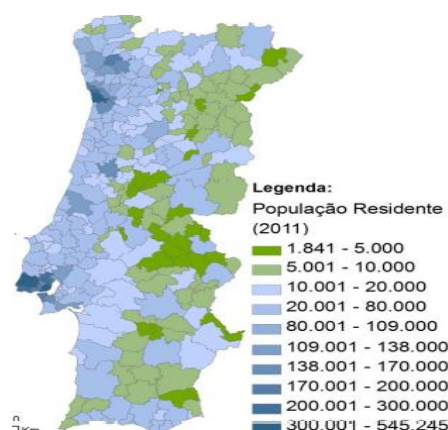 Legenda:
População Residente
(2011)
1.841 - 5.000
5.001 - 10.000
10.001 - 20.000
20.001 - 80.000
80.001 - 109.000
109.001 - 138.000
138.001 - 170.000
170.001 - 200.000
200.001 - 300.000
300.001 - 545.245